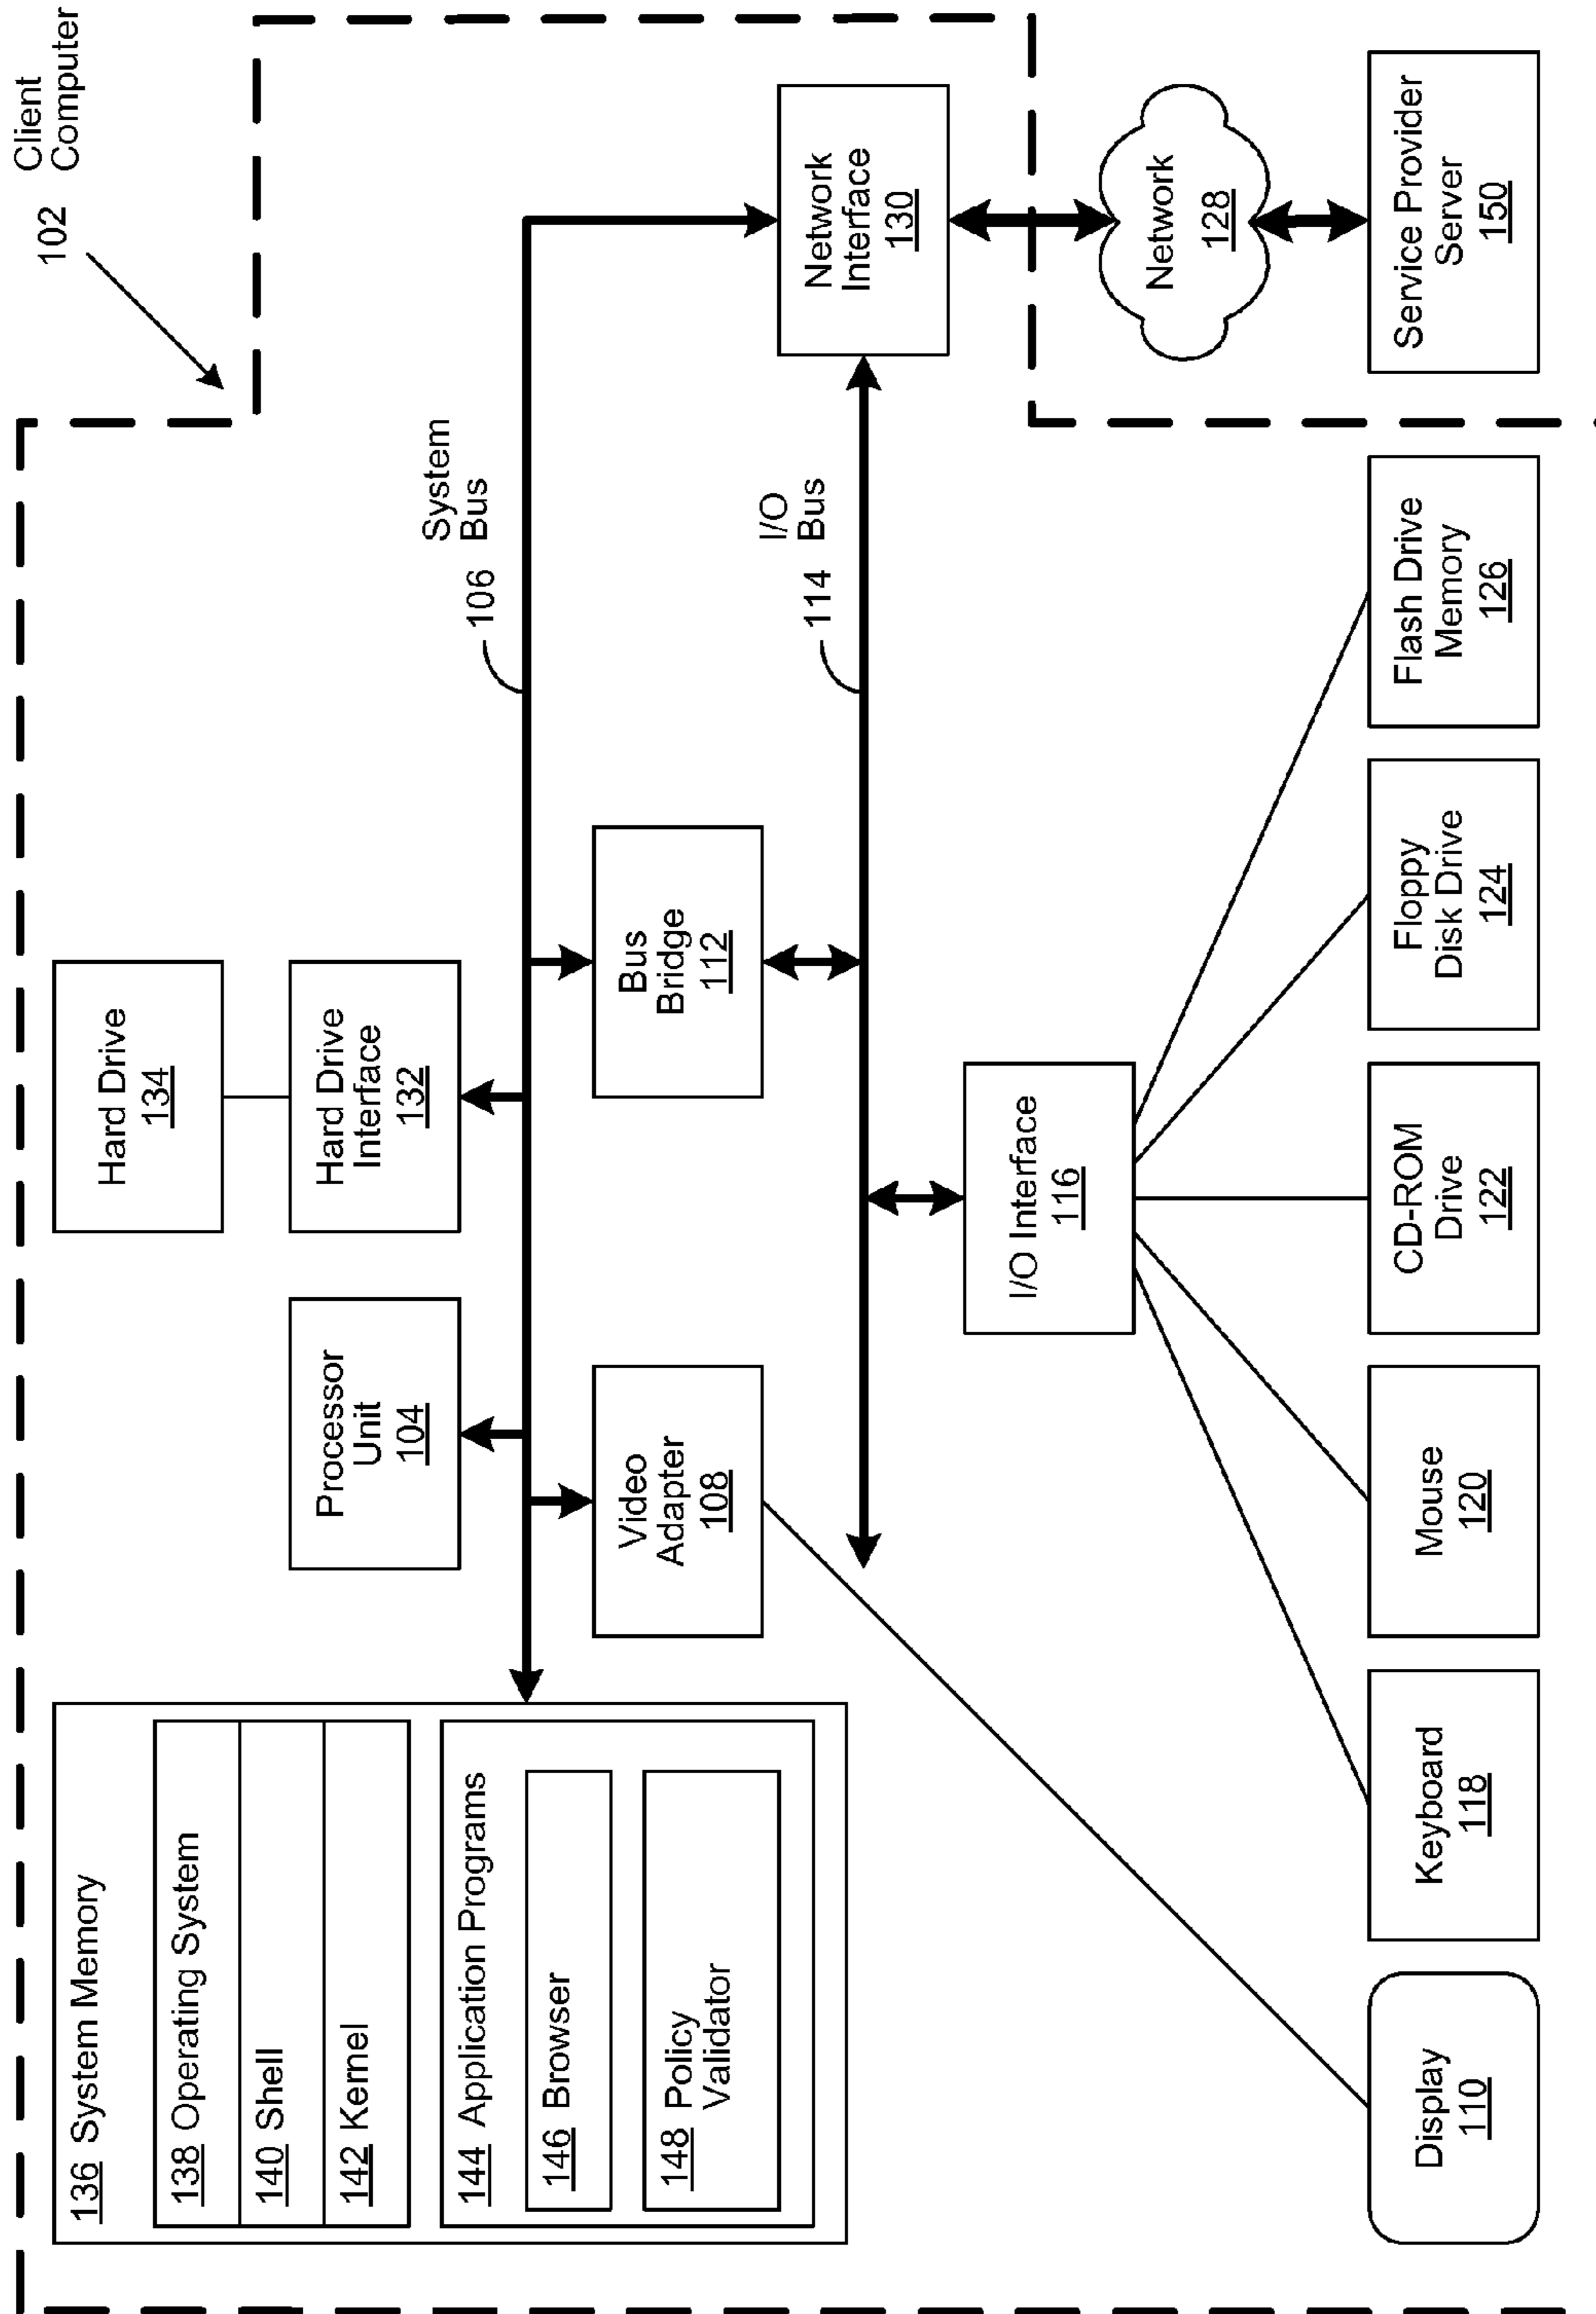 102
Client
Computer
136 System Memory
138 Operating System
140 Shell
142 Kernel
144 Application Programs
146 Browser
148 Policy
Validator
Processor
Unit
104
Hard Drive
134
Hard Drive
Interface
132
106
System
Bus
Video
Adapter
108
Bus
Bridge
112
114
I/O
Bus
Network
Interface
130
I/O Interface
116
Network
128
Display
110
Keyboard
118
Mouse
120
CD-ROM
Drive
122
Floppy
Disk Drive
124
Flash Drive
Memory
126
Service Provider
Server
150